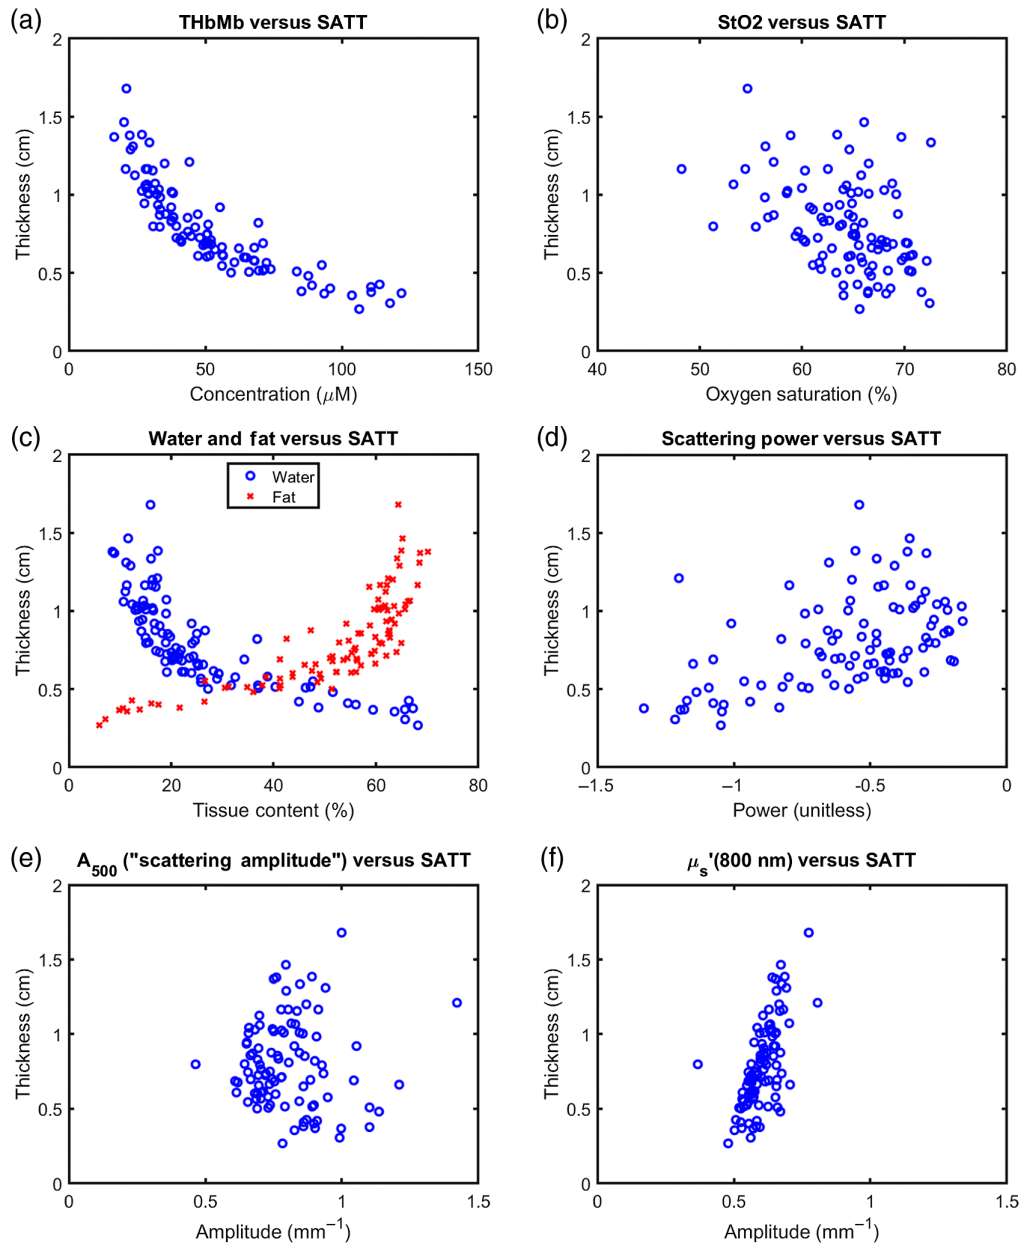 (a)
THbMb versus SATT
2
1.5
1
0.5
0
Thickness (cm)
0 50 100 150
Concentration (μM)
(b)
StO2 versus SATT
2
1.5
1
0.5
0
Thickness (cm)
40 50 60 70 80
Oxygen saturation (%)
(c)
Water and fat versus SATT
Water
Fat
2
1.5
1
0.5
0
Thickness (cm)
0 20 40 60 80
Tissue content (%)
(d)
Scattering power versus SATT
2
1.5
1
0.5
0
Thickness (cm)
−1.5 −1 -0.5 0
Power (unitless)
(e)
A500 ("scattering amplitude") versus SATT
2
1.5
1
0.5
0
Thickness (cm)
0 0.5 1 1.5
Amplitude (mm−1)
(f)
μs'(800 nm) versus SATT
2
1.5
1
0.5
0
Thickness (cm)
0 0.5 1 1.5
Amplitude (mm−1)